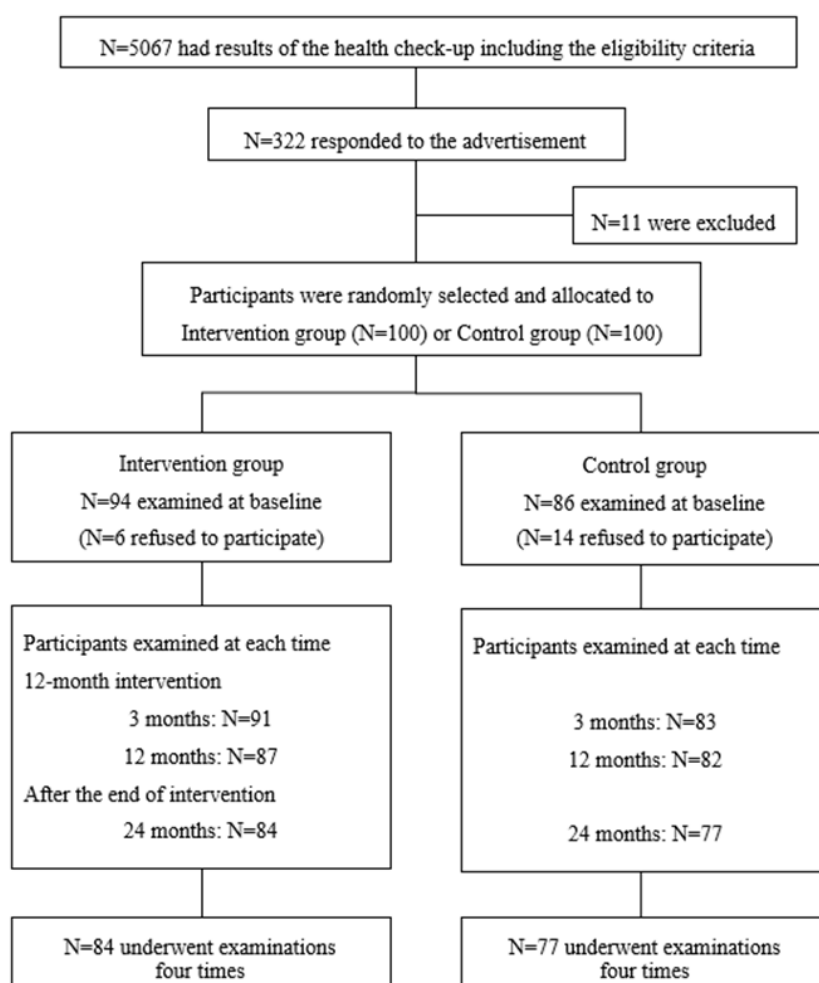 N=5067 had results of the health check-up including the eligibility criteria
N=322 responded to the advertisement
N=11 were excluded
Participants were randomly selected and allocated to
Intervention group (N=100) or Control group (N=100)
Intervention group
N=94 examined at baseline
(N=6 refused to participate)
Control group
N=86 examined at baseline
(N=14 refused to participate)
Participants examined at each time
12-month intervention
3 months: N=91
12 months: N=87
After the end of intervention
24 months: N=84
Participants examined at each time
3 months: N=83
12 months: N=82
24 months: N=77
N=84 underwent examinations
four times
N=77 underwent examinations
four times